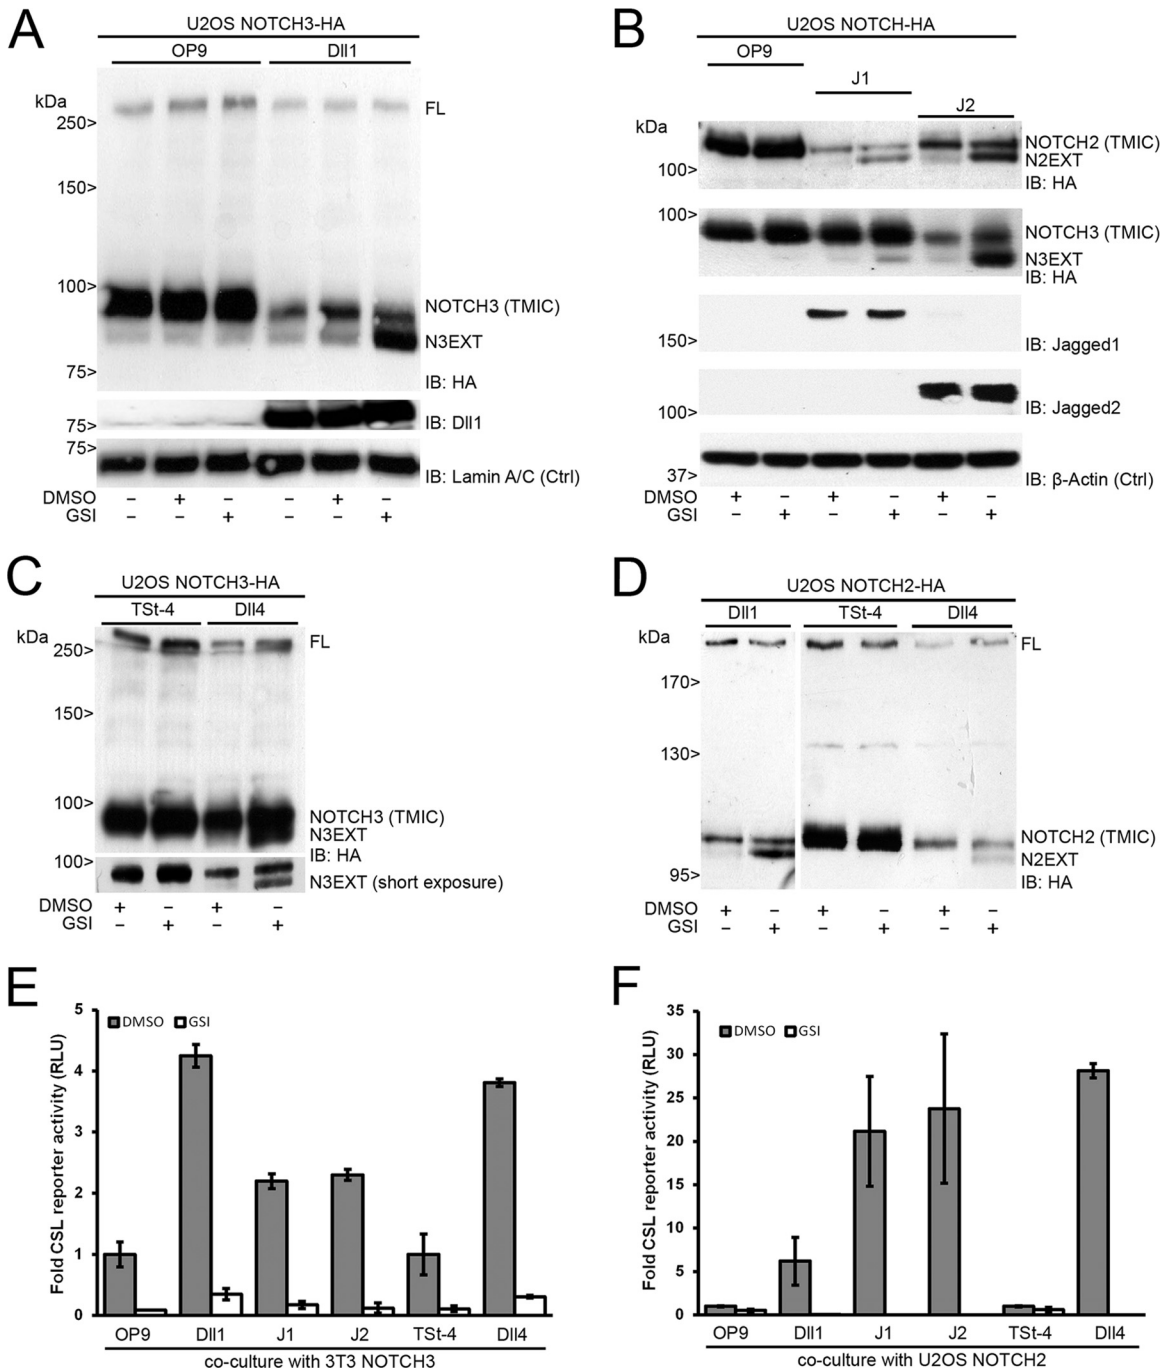 A
U2OS NOTCH3-HA
OP9 Dll1
kDa
250>
150>
100>
75>
75>
75>
FL
NOTCH3 (TMIC)
N3EXT
IB: HA
IB: Dll1
IB: Lamin A/C (Ctrl)
DMSO – + – – + –
GSI – – + – – +
B
U2OS NOTCH-HA
OP9
J1
J2
kDa
100>
100>
150>
100>
37>
NOTCH2 (TMIC)
N2EXT
IB: HA
NOTCH3 (TMIC)
N3EXT
IB: HA
IB: Jagged1
IB: Jagged2
IB: β-Actin (Ctrl)
DMSO + – + – + –
GSI – + – + – +
C
U2OS NOTCH3-HA
TSt-4 Dll4
kDa
250>
150>
100>
100>
FL
NOTCH3 (TMIC)
N3EXT
IB: HA
N3EXT (short exposure)
DMSO + – + –
GSI – + – +
D
U2OS NOTCH2-HA
Dll1 TSt-4 Dll4
kDa
170>
130>
95>
FL
NOTCH2 (TMIC)
N2EXT
IB: HA
DMSO + – + – + –
GSI – + – + – +
E
Fold CSL reporter activity (RLU)
5
4
3
2
1
0
DMSO GSI
OP9 Dll1 J1 J2 TSt-4 Dll4
co-culture with 3T3 NOTCH3
F
Fold CSL reporter activity (RLU)
35
30
25
20
15
10
5
0
DMSO GSI
OP9 Dll1 J1 J2 TSt-4 Dll4
co-culture with U2OS NOTCH2